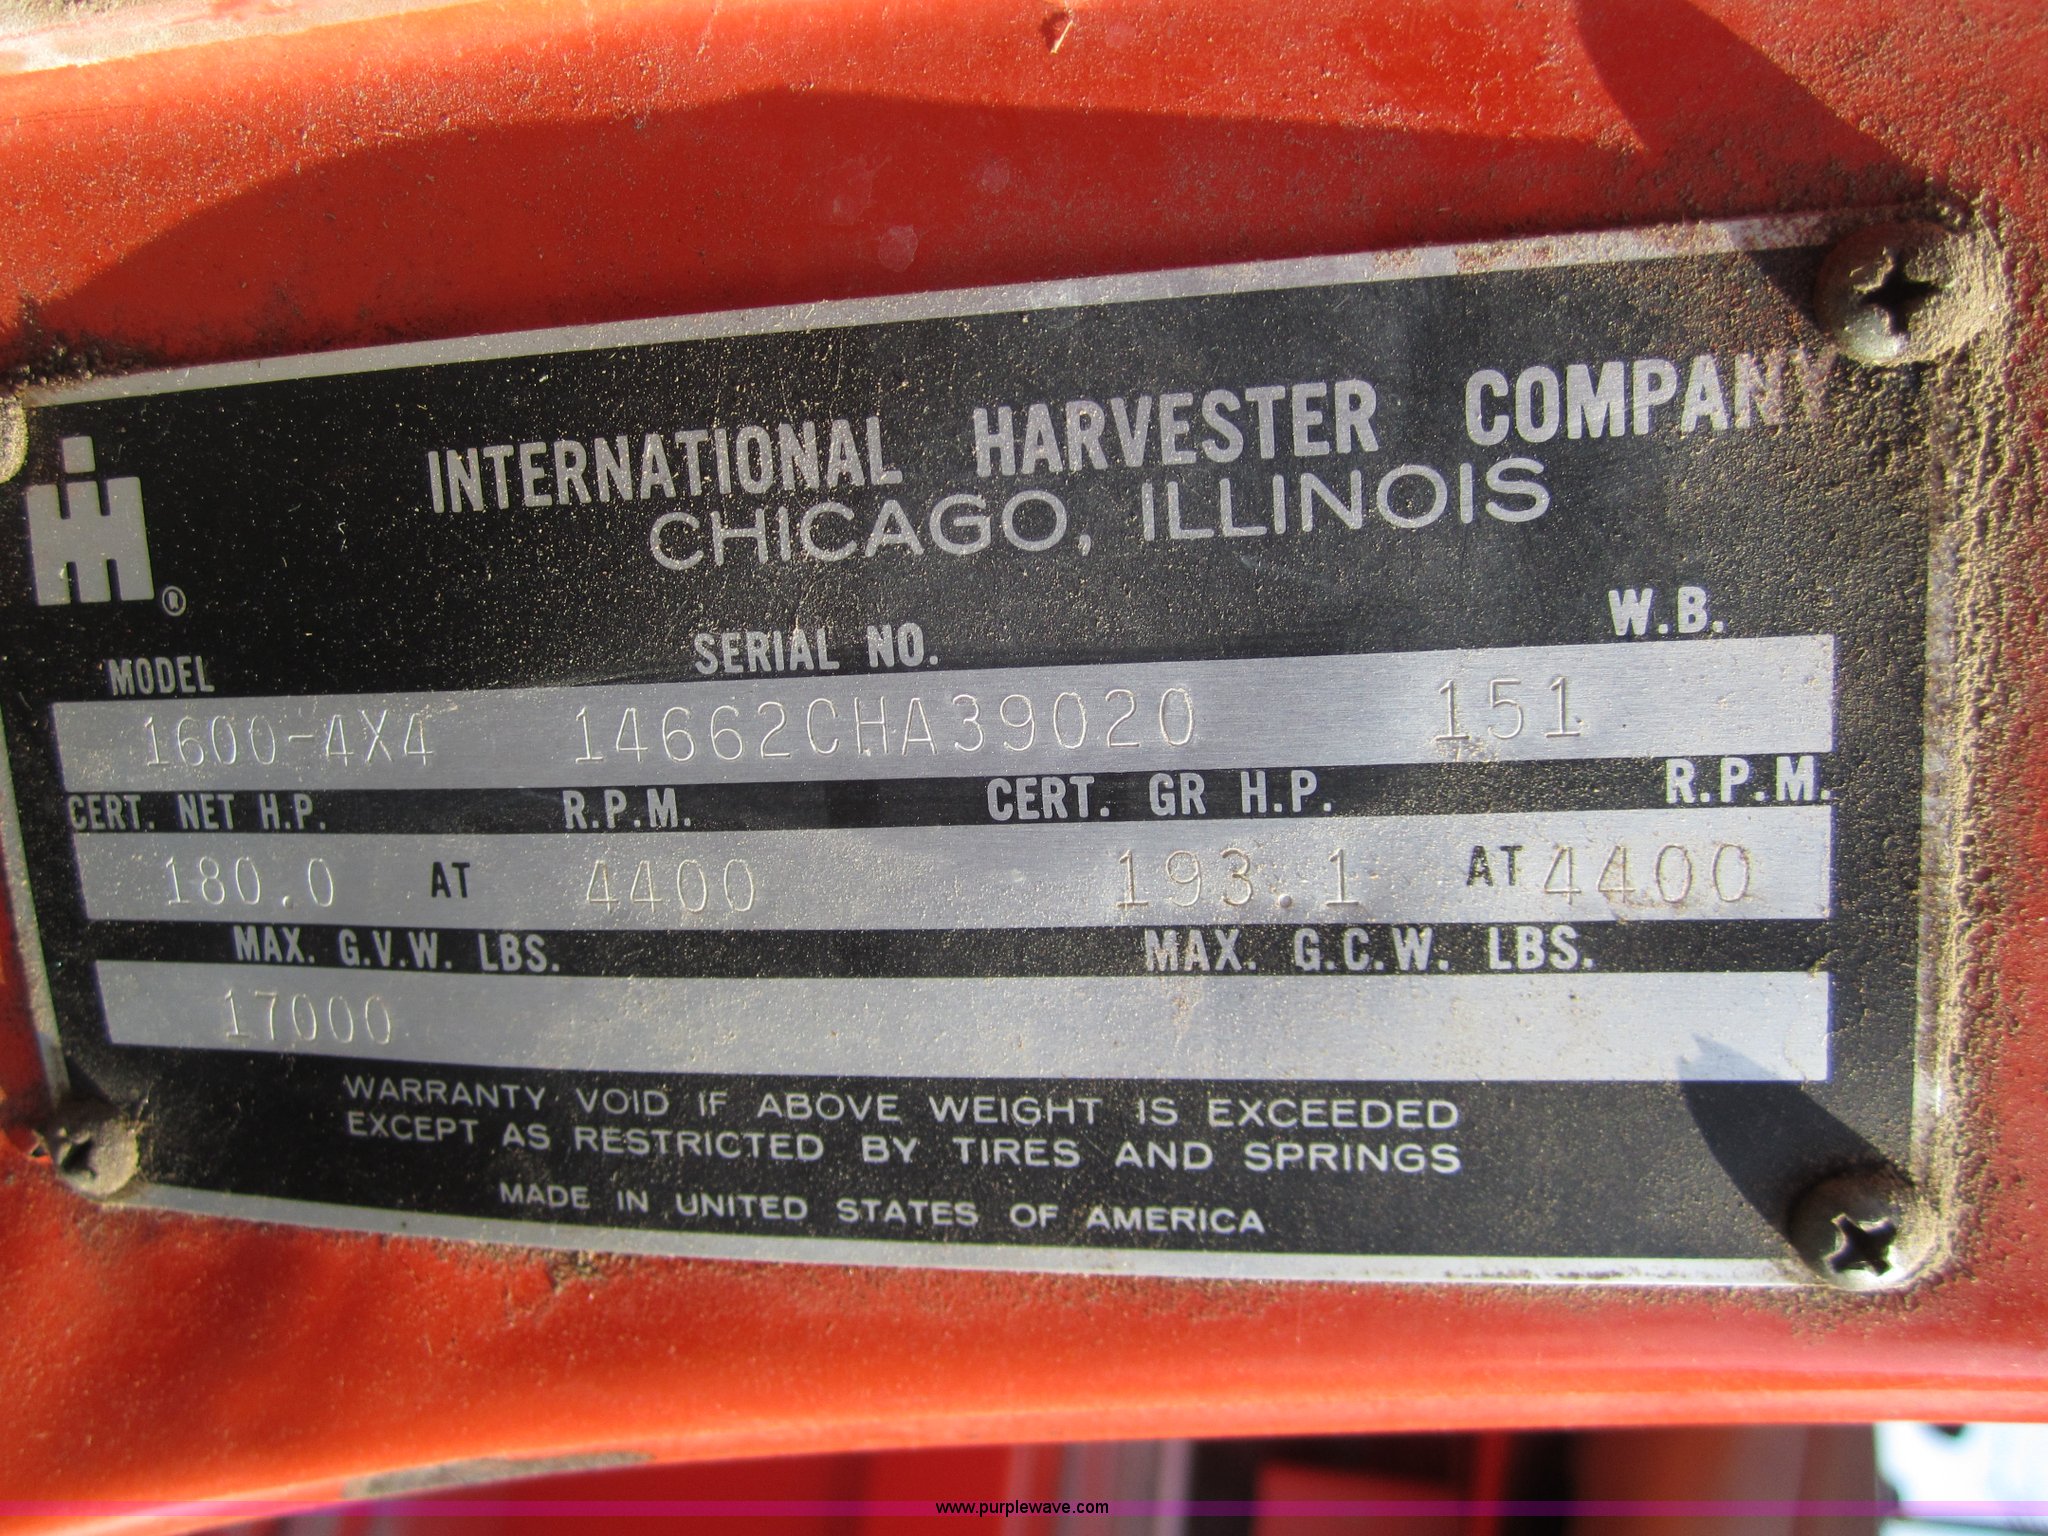 INTERNATIONAL HARVESTER COMPANY
CHICAGO, ILLINOIS
IH ®
MODEL SERIAL NO. W.B.
1600-4X4 14662CHA39020 151
CERT. NET H.P. R.P.M. CERT. GR H.P. R.P.M.
180.0 AT 4400 193.1 AT 4400
MAX. G.V.W. LBS. MAX. G.C.W. LBS.
17000
WARRANTY VOID IF ABOVE WEIGHT IS EXCEEDED
EXCEPT AS RESTRICTED BY TIRES AND SPRINGS
MADE IN UNITED STATES OF AMERICA
www.purplewave.com